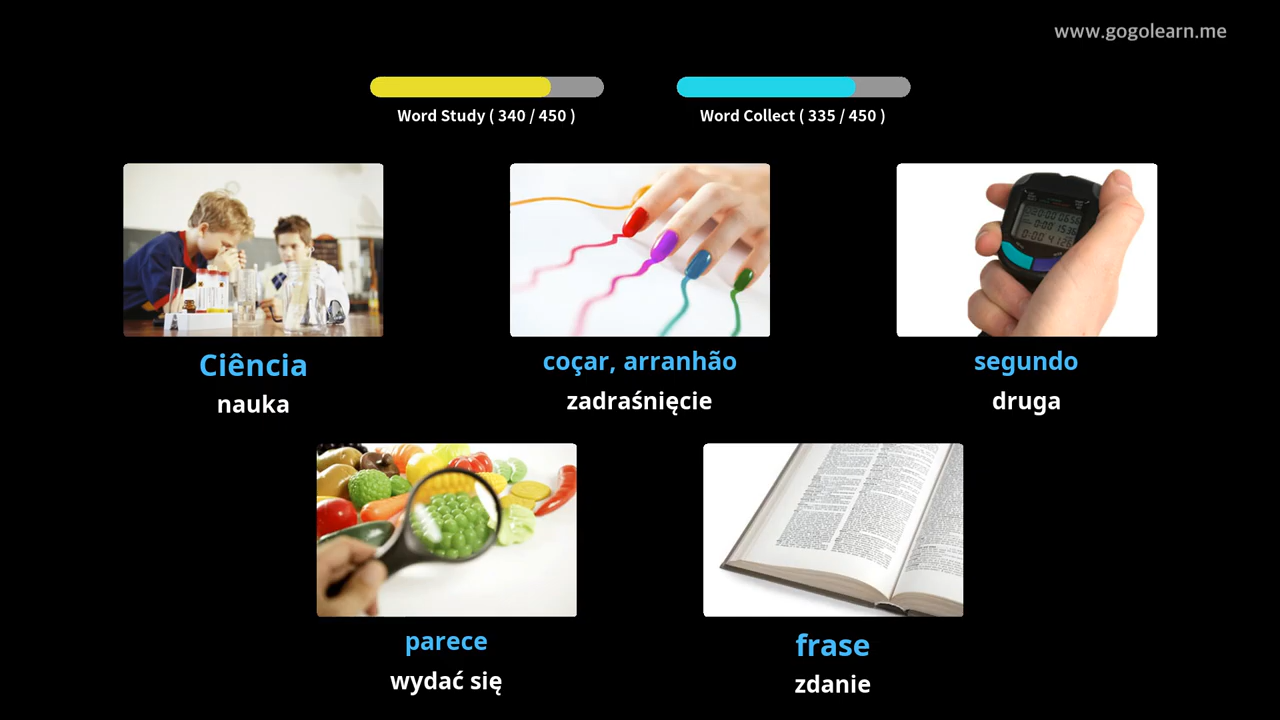 www.gogolearn.me
Word Study ( 340 / 450 )
Word Collect ( 335 / 450 )
Ciência
nauka
coçar, arranhão
zadraśnięcie
segundo
druga
parece
wydać się
frase
zdanie